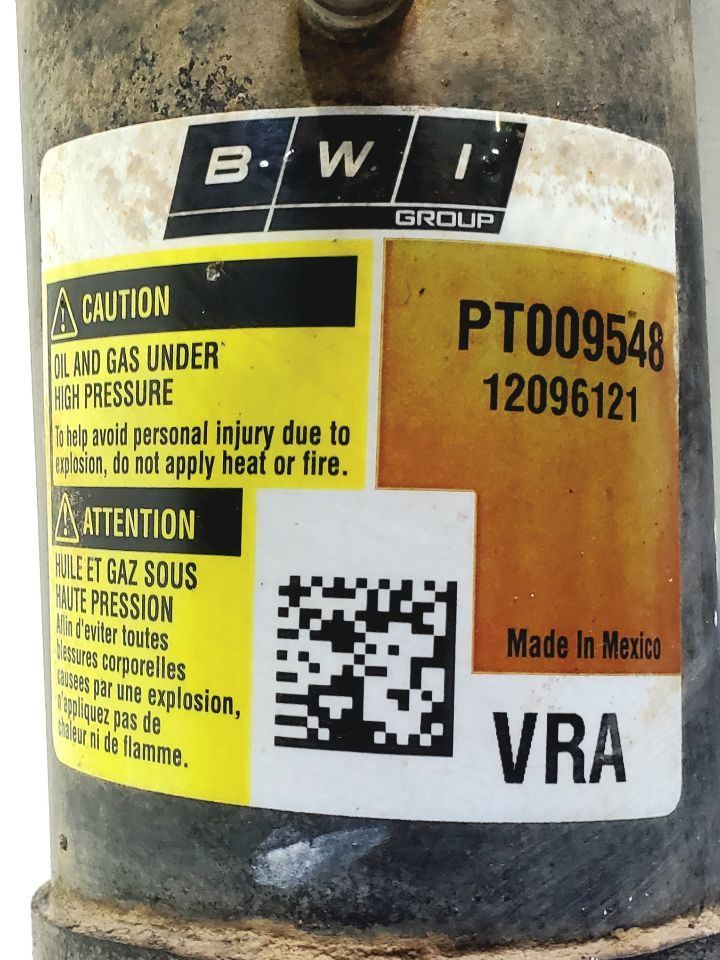 B·W I
GROUP
CAUTION
OIL AND GAS UNDER
HIGH PRESSURE
To help avoid personal injury due to
explosion, do not apply heat or fire.
ATTENTION
HUILE ET GAZ SOUS
HAUTE PRESSION
Afin d'eviter toutes
blessures corporelles
causees par une explosion,
n'appliquez pas de
chaleur ni de flamme.
PT009548
12096121
Made In Mexico
VRA